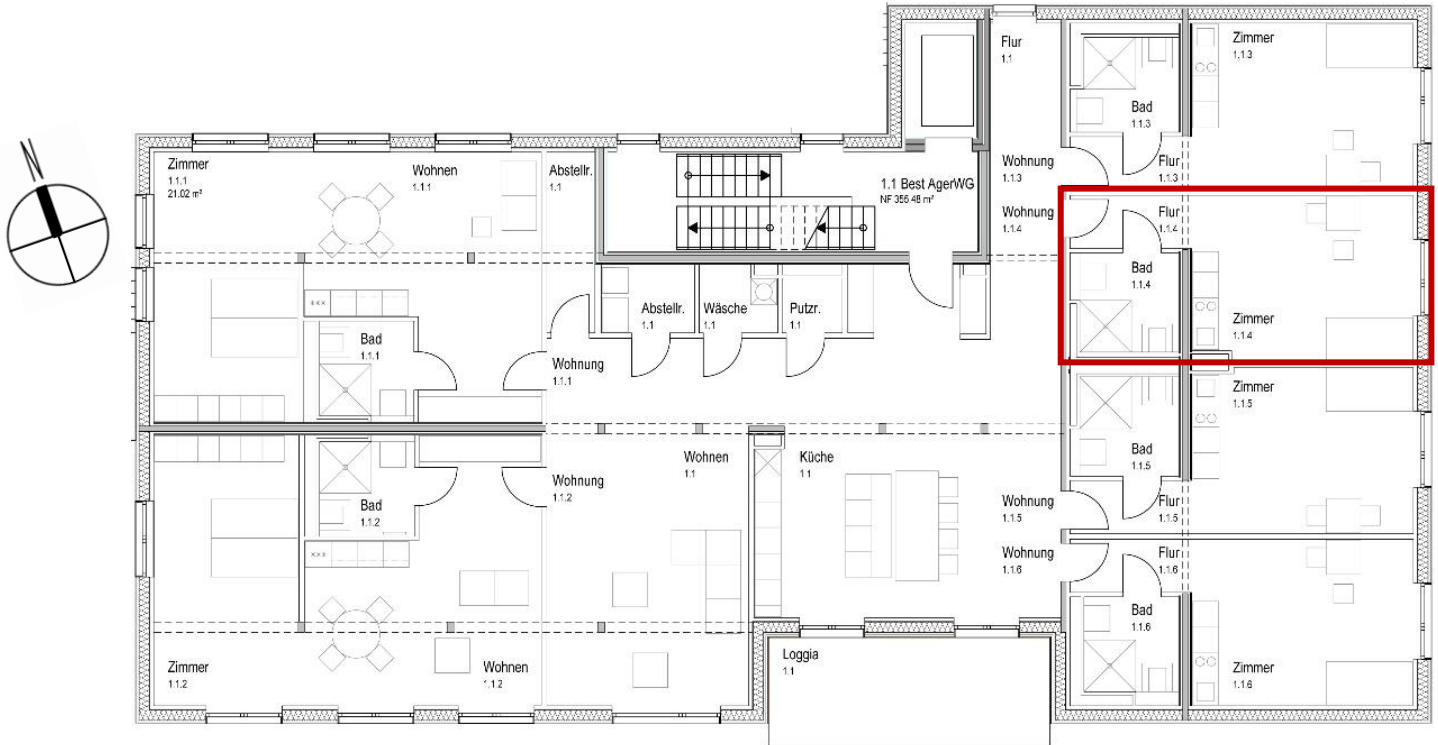 N
Zimmer
1.1.1
21.02 m²
Wohnen
1.1.1
Abstellr.
1.1
1.1 Best AgerWG
NF 356.48 m²
Flur
1.1
Bad
1.1.3
Zimmer
1.1.3
Wohnung
1.1.3
Flur
1.1.3
Wohnung
1.1.4
Flur
1.1.4
Bad
1.1.4
Zimmer
1.1.4
Abstellr.
1.1
Wäsche
1.1
Putzr.
1.1
Bad
1.1.1
Wohnung
1.1.1
Zimmer
1.1.5
Bad
1.1.5
Wohnung
1.1.2
Wohnen
1.1
Küche
1.1
Bad
1.1.2
Wohnung
1.1.5
Flur
1.1.5
Wohnung
1.1.6
Flur
1.1.6
Bad
1.1.6
Zimmer
1.1.2
Wohnen
1.1.2
Loggia
1.1
Zimmer
1.1.6